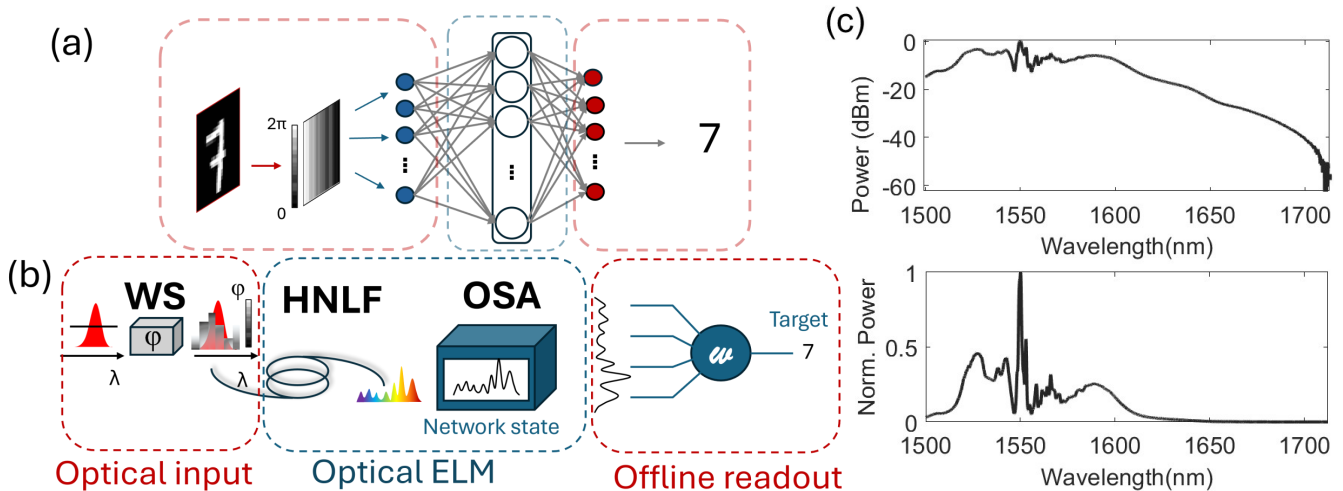 (a)
2π
0
...
...
...
7
(b)
WS
φ
λ
φ
λ
HNLF
OSA
Network state
w
Target
7
Optical input
Optical ELM
Offline readout
(c)
Power (dBm)
0
-20
-40
-60
1500
1550
1600
1650
1700
Wavelength(nm)
Norm. Power
1
0.5
0
1500
1550
1600
1650
1700
Wavelength(nm)